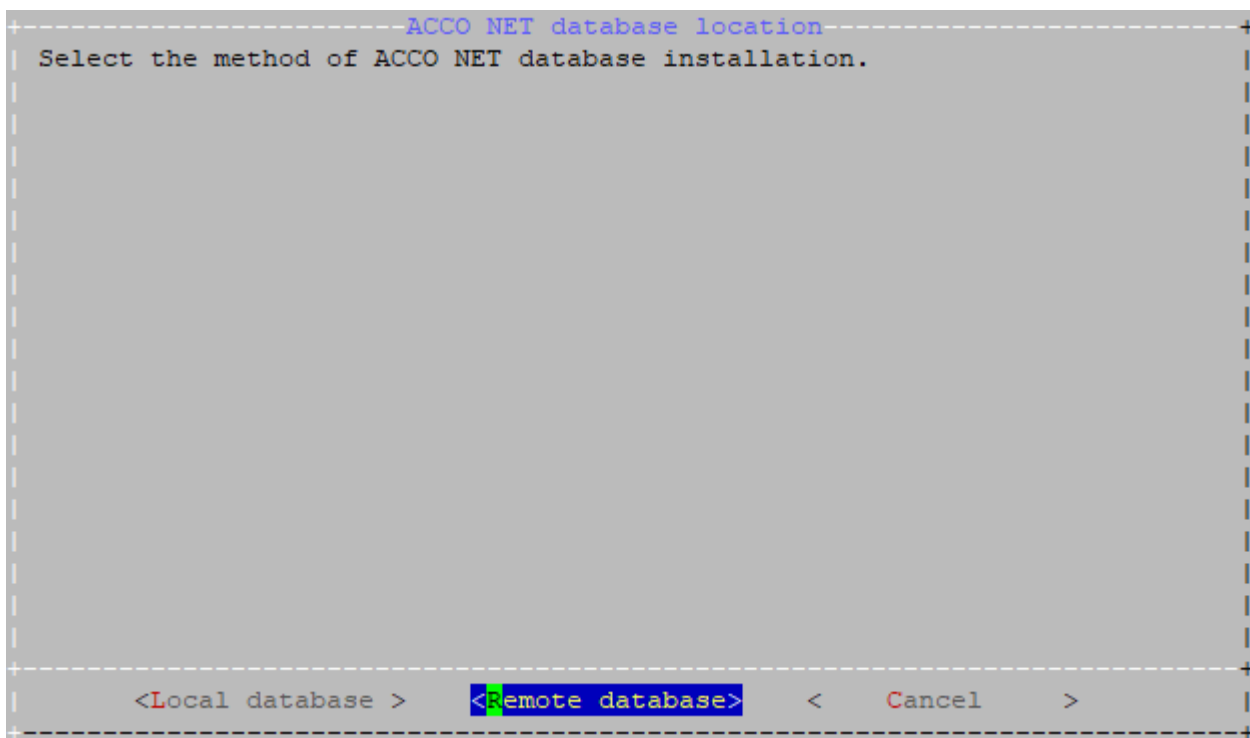 ACCO NET database location
Select the method of ACCO NET database installation.
<Local database > <Remote database> < Cancel >